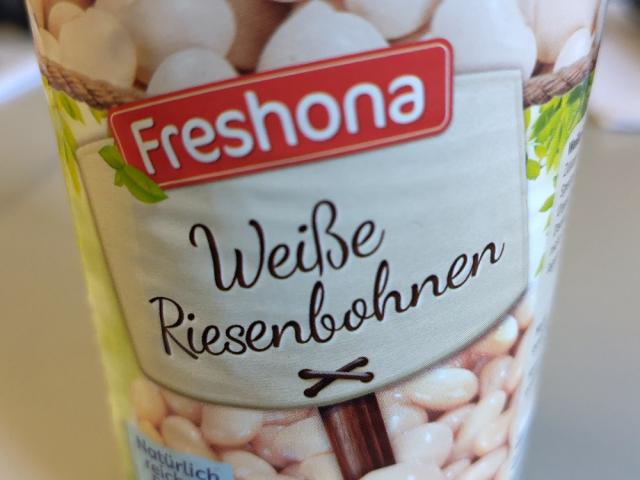 Freshona
Weiße
Riesenbohnen
Natürlich